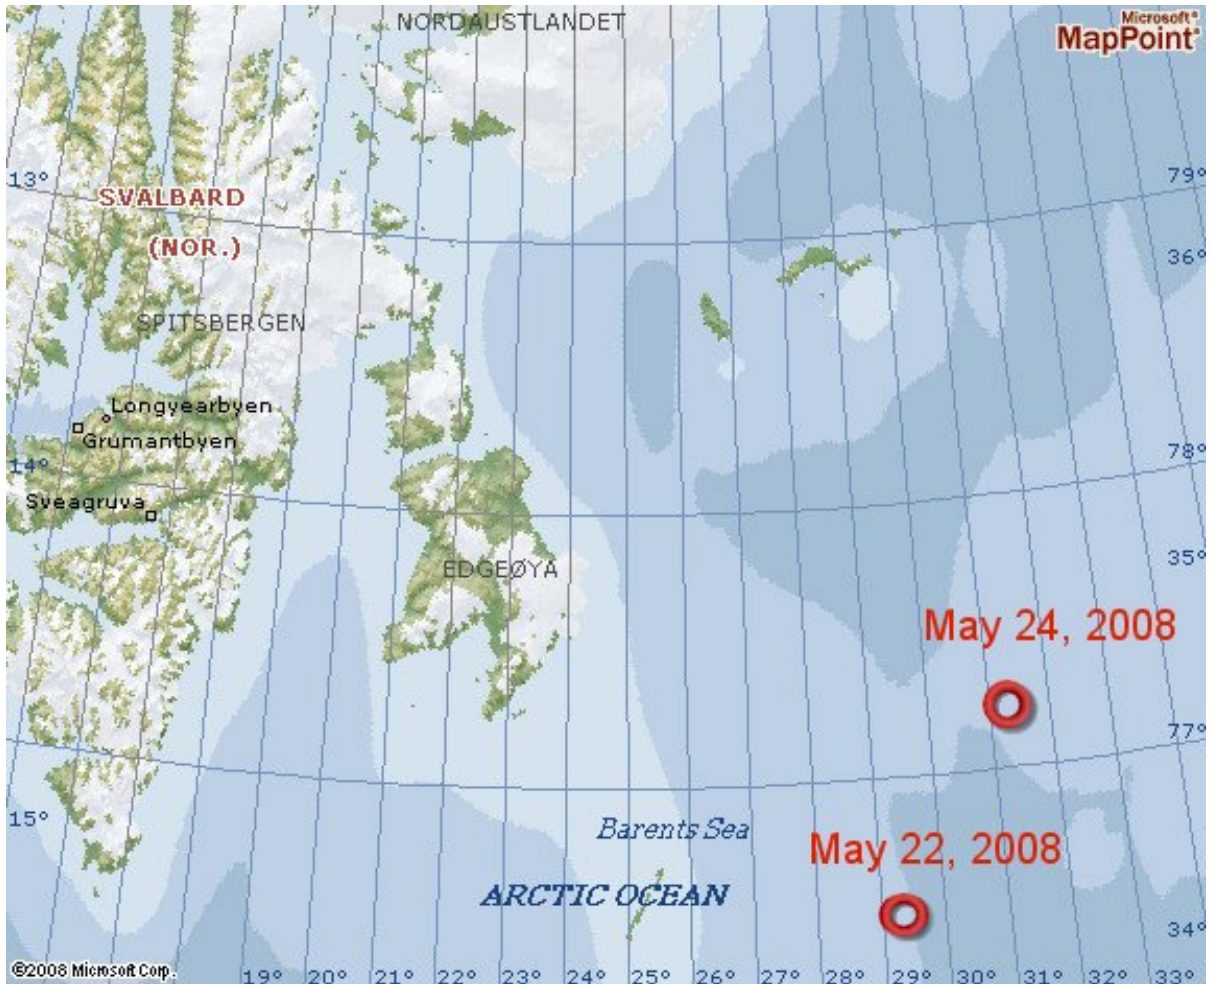 NORDAUSTLANDET
Microsoft®
MapPoint®
13°
79°
SVALBARD
(NOR.)
36°
SPITSBERGEN
Longyearbyen
Grumantbyen
78°
14°
Sveagruva
35°
EDGEØYA
May 24, 2008
77°
15°
Barents Sea
May 22, 2008
ARCTIC OCEAN
34°
©2008 Microsoft Corp.
19° 20° 21° 22° 23° 24° 25° 26° 27° 28° 29° 30° 31° 32° 33°